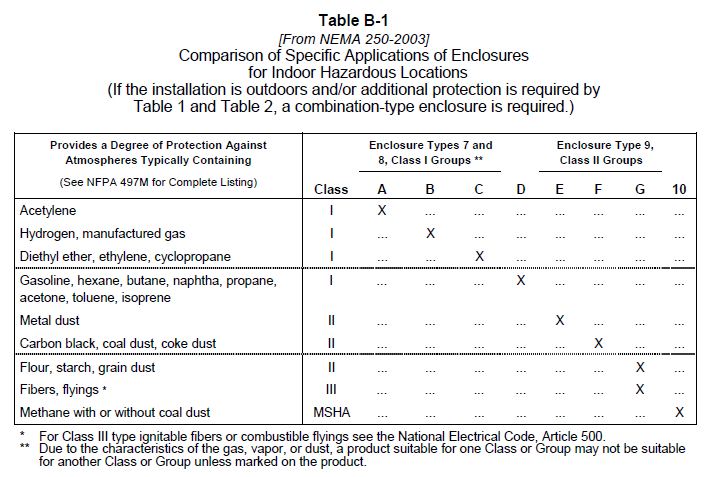 Table B-1
[From NEMA 250-2003]
Comparison of Specific Applications of Enclosures
for Indoor Hazardous Locations
(If the installation is outdoors and/or additional protection is required by
Table 1 and Table 2, a combination-type enclosure is required.)
Provides a Degree of Protection Against Enclosure Types 7 and Enclosure Type 9,
Atmospheres Typically Containing 8, Class I Groups ** Class II Groups
(See NFPA 497M for Complete Listing) Class A B C D E F G 10
Acetylene I X ... ... ... ... ... ... ...
Hydrogen, manufactured gas I ... X ... ... ... ... ... ...
Diethyl ether, ethylene, cyclopropane I ... ... X ... ... ... ... ...
Gasoline, hexane, butane, naphtha, propane, I ... ... ... X ... ... ... ...
acetone, toluene, isoprene
Metal dust II ... ... ... ... X ... ... ...
Carbon black, coal dust, coke dust II ... ... ... ... ... X ... ...
Flour, starch, grain dust II ... ... ... ... ... ... X ...
Fibers, flyings * III ... ... ... ... ... ... X ...
Methane with or without coal dust MSHA ... ... ... ... ... ... ... X
* For Class III type ignitable fibers or combustible flyings see the National Electrical Code, Article 500.
** Due to the characteristics of the gas, vapor, or dust, a product suitable for one Class or Group may not be suitable
for another Class or Group unless marked on the product.